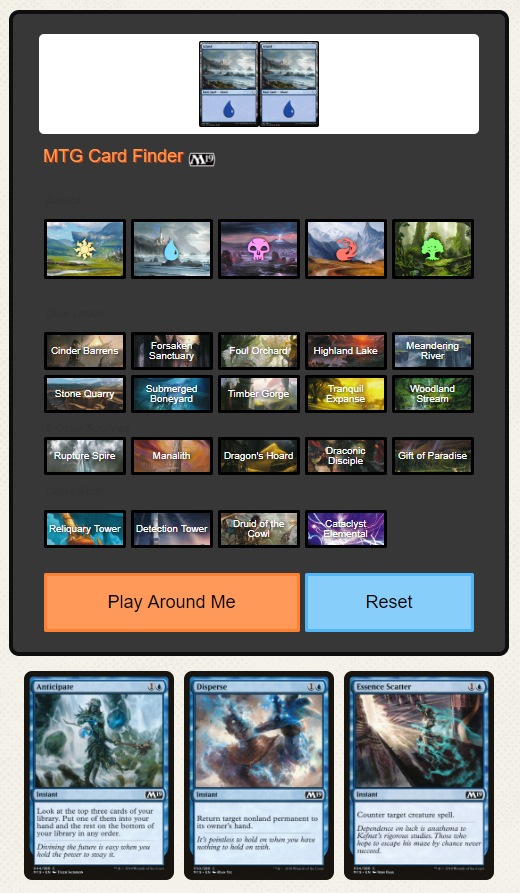 MTG Card Finder M19
Cinder Barrens
Forsaken
Sanctuary
Foul Orchard
Highland Lake
Meandering
River
Stone Quarry
Submerged
Boneyard
Timber Gorge
Tranquil
Expanse
Woodland
Stream
Rupture Spire
Manalith
Dragon's Hoard
Draconic
Disciple
Gift of Paradise
Reliquary Tower
Detection Tower
Druid of the
Cowl
Cataclyst
Elemental
Play Around Me
Reset
Anticipate 1
Instant M19
Look at the top three cards of your
library. Put one of them into your
hand and the rest on the bottom of
your library in any order.
Divining the future is easy when you
hold the power to sway it.
Disperse 1
Instant M19
Return target nonland permanent to
its owner's hand.
It's pointless to hold on when you have
nothing to hold on with.
Essence Scatter 1
Instant M19
Counter target creature spell.
Dependence on luck is anathema to
Kefnet's rigorous studies. Those who
hope to escape his maze by chance never
succeed.